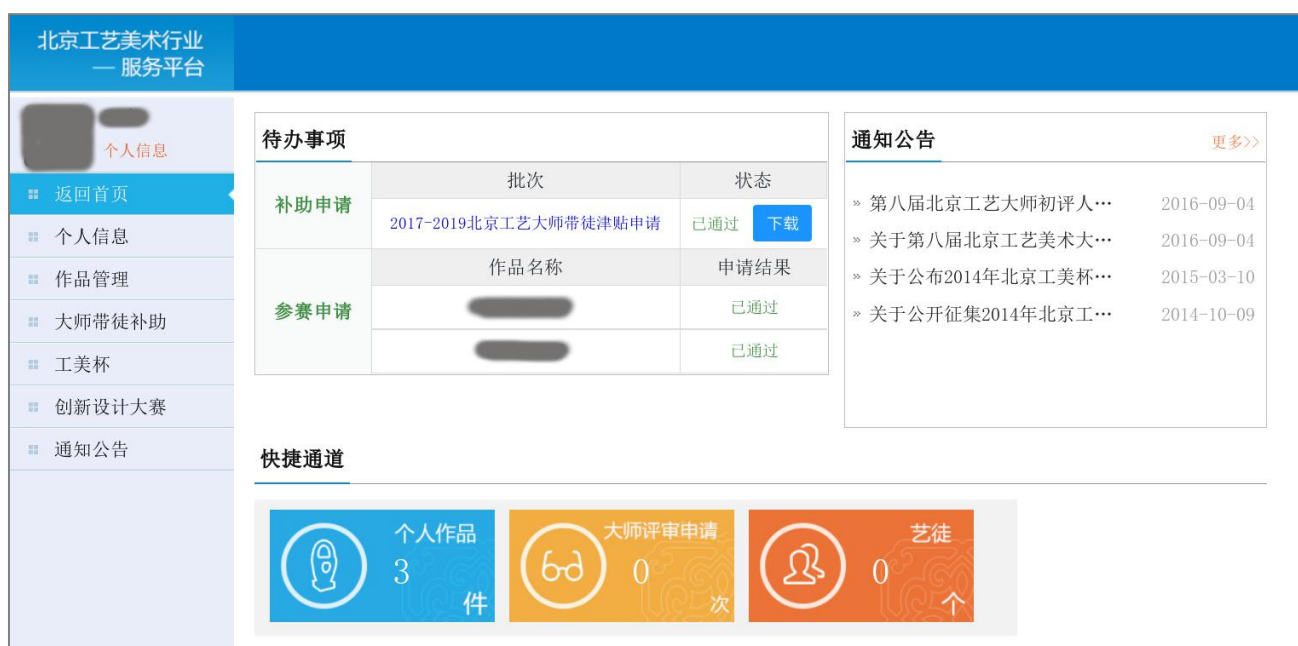 北京工艺美术行业
— 服务平台
个人信息
返回首页
个人信息
作品管理
大师带徒补助
工美杯
创新设计大赛
通知公告
待办事项
补助申请
批次
状态
2017-2019北京工艺大师带徒津贴申请
已通过
下载
参赛申请
作品名称
申请结果
已通过
已通过
通知公告
更多>>
» 第八届北京工艺大师初评人… 2016-09-04
» 关于第八届北京工艺美术大… 2016-09-04
» 关于公布2014年北京工美杯… 2015-03-10
» 关于公开征集2014年北京工… 2014-10-09
快捷通道
个人作品
3
件
大师评审申请
0
次
艺徒
0
个